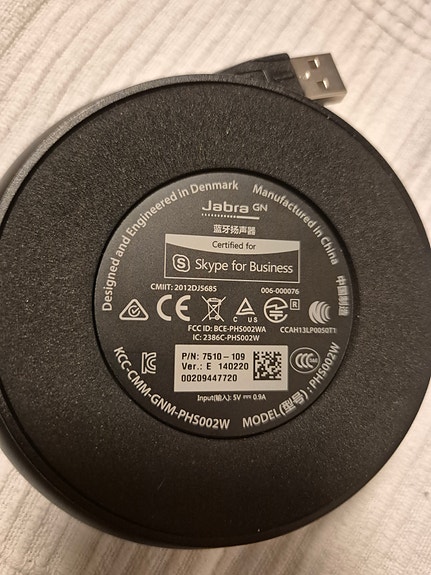 Designed and Engineered in Denmark
Manufactured in China
中国制造
Jabra GN
蓝牙扬声器
Certified for
S Skype for Business
CMIIT: 2012DJ5685
006-000076
CE
C US
R
FCC ID: BCE-PHS002WA
IC: 2386C-PHS002W
CCAH13LP0050T1
P/N: 7510-109
Ver.: E 140220
00209447720
Input(输入): 5V ⎓ 0.9A
KCC-CMM-GNM-PHS002W
MODEL(型号): PHS002W